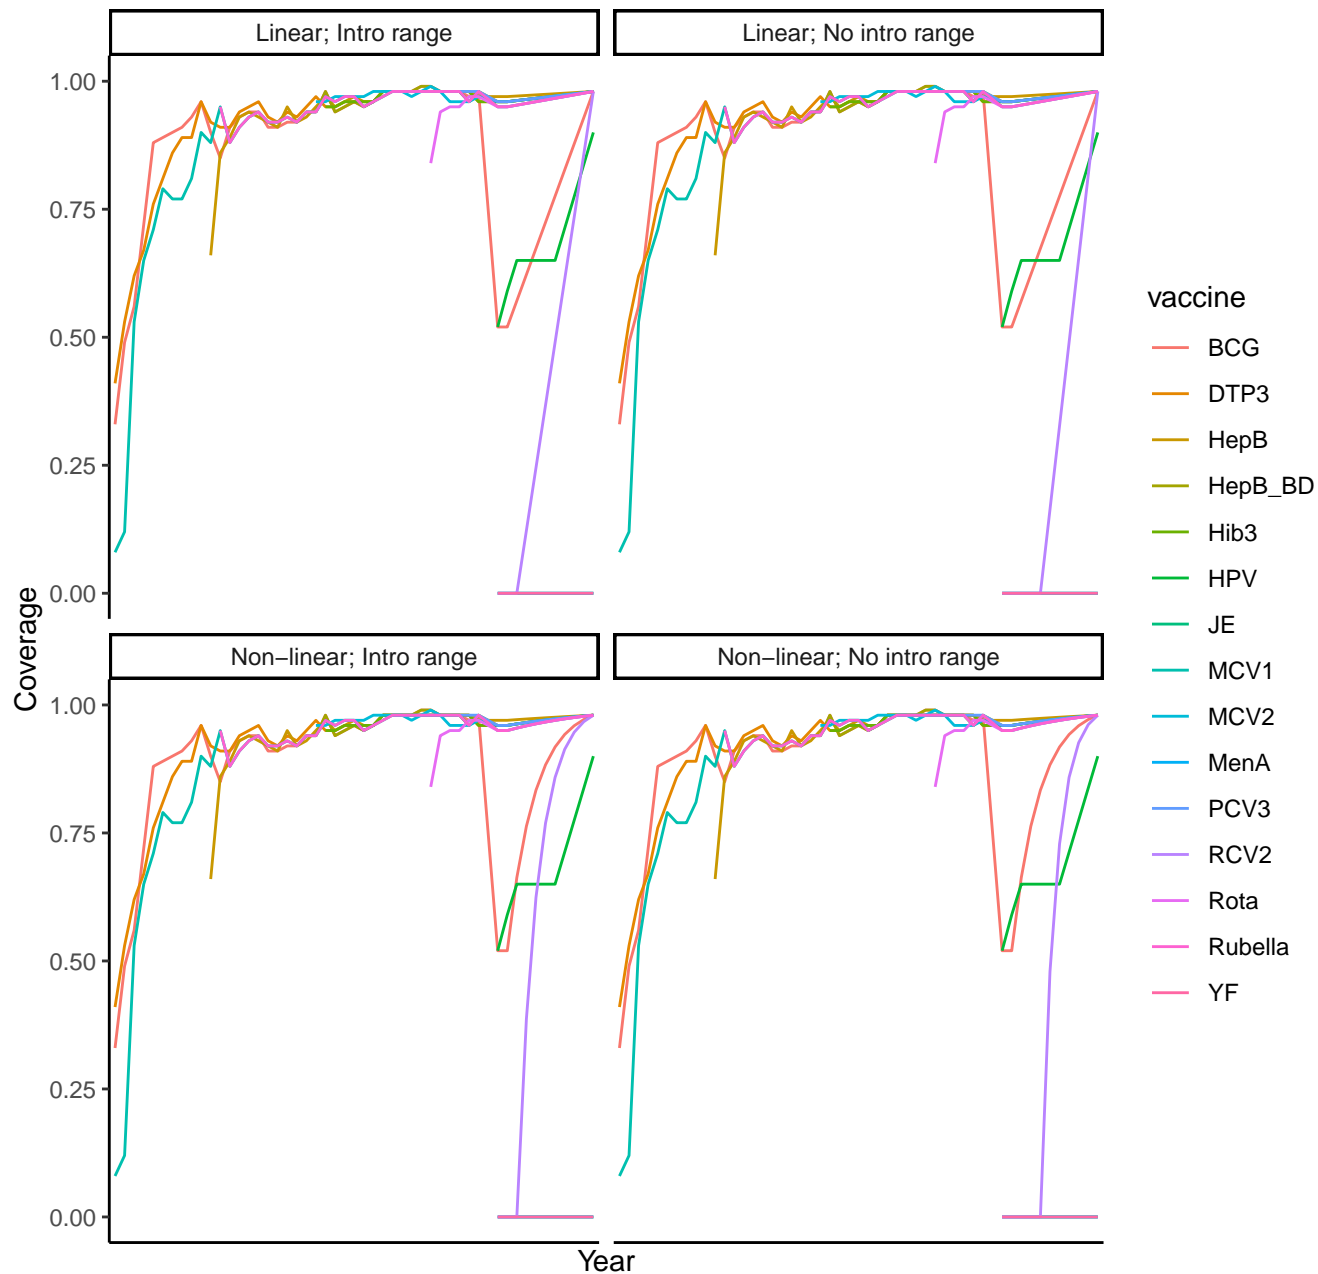 Linear; Intro range
Linear; No intro range
1.00
0.75
0.50
0.25
0.00
Non−linear; Intro range
Non−linear; No intro range
1.00
0.75
0.50
0.25
0.00
Coverage
Year
vaccine
BCG
DTP3
HepB
HepB_BD
Hib3
HPV
JE
MCV1
MCV2
MenA
PCV3
RCV2
Rota
Rubella
YF